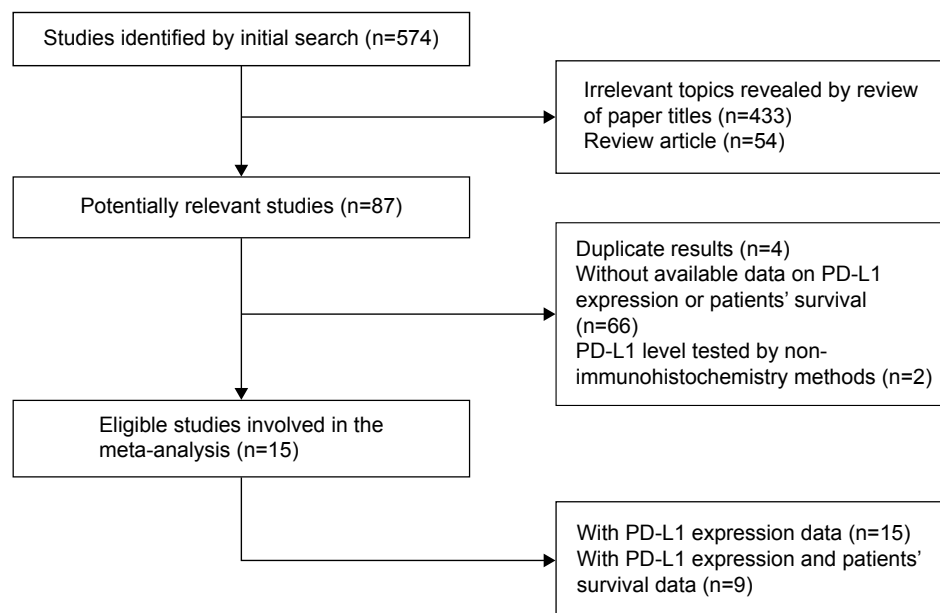 Studies identified by initial search (n=574)
Irrelevant topics revealed by review
of paper titles (n=433)
Review article (n=54)
Potentially relevant studies (n=87)
Duplicate results (n=4)
Without available data on PD-L1
expression or patients’ survival
(n=66)
PD-L1 level tested by non-
immunohistochemistry methods (n=2)
Eligible studies involved in the
meta-analysis (n=15)
With PD-L1 expression data (n=15)
With PD-L1 expression and patients’
survival data (n=9)